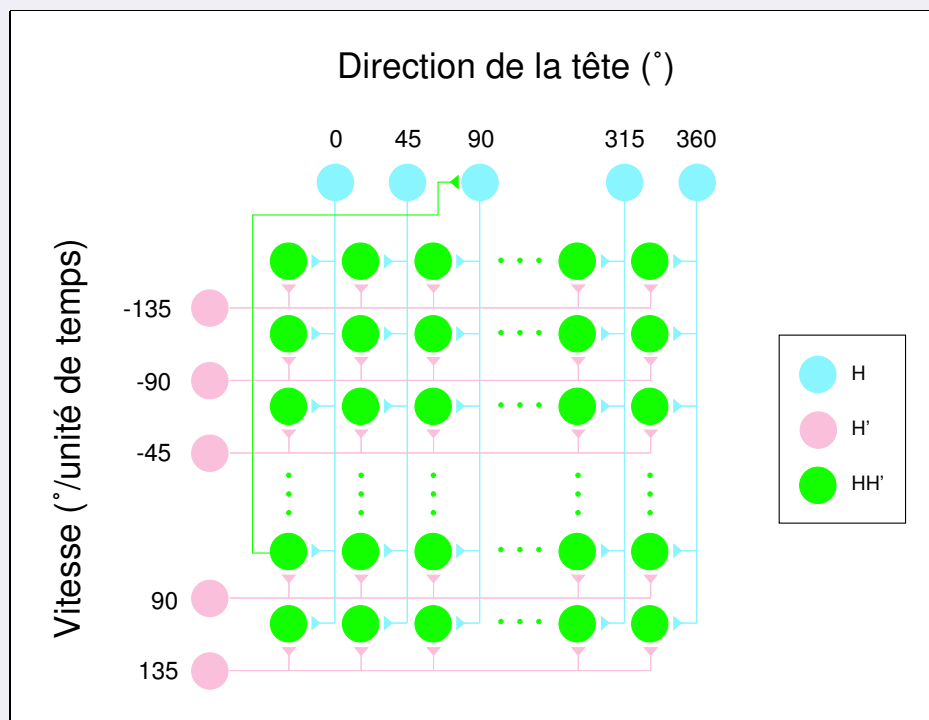 Direction de la tête (˚)
0 45 90 315 360
Vitesse (˚/unité de temps)
-135
-90
-45
90
135
H
H'
HH'